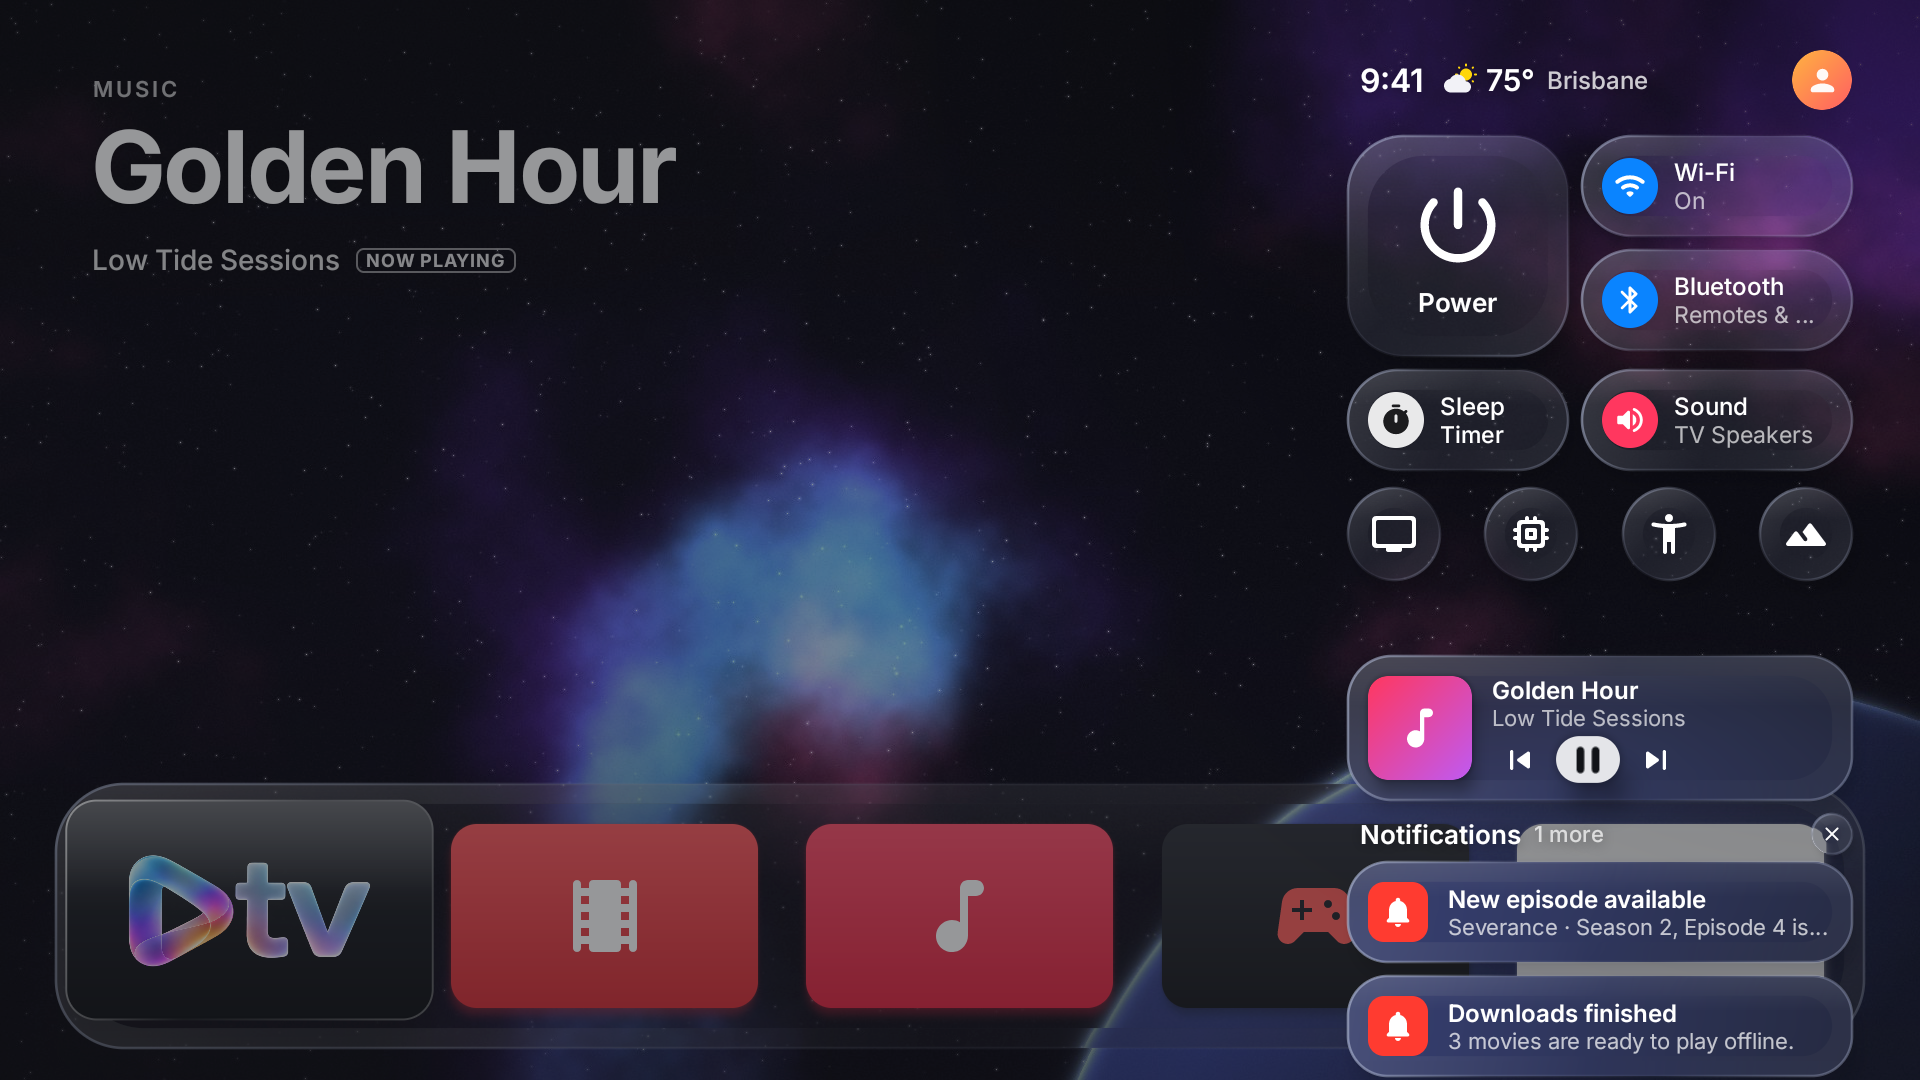 MUSIC
Golden Hour
Low Tide Sessions NOW PLAYING
tv
9:41 75° Brisbane
Power
Wi-Fi
On
Bluetooth
Remotes & ...
Sleep
Timer
Sound
TV Speakers
Golden Hour
Low Tide Sessions
Notifications 1 more
New episode available
Severance · Season 2, Episode 4 is...
Downloads finished
3 movies are ready to play offline.